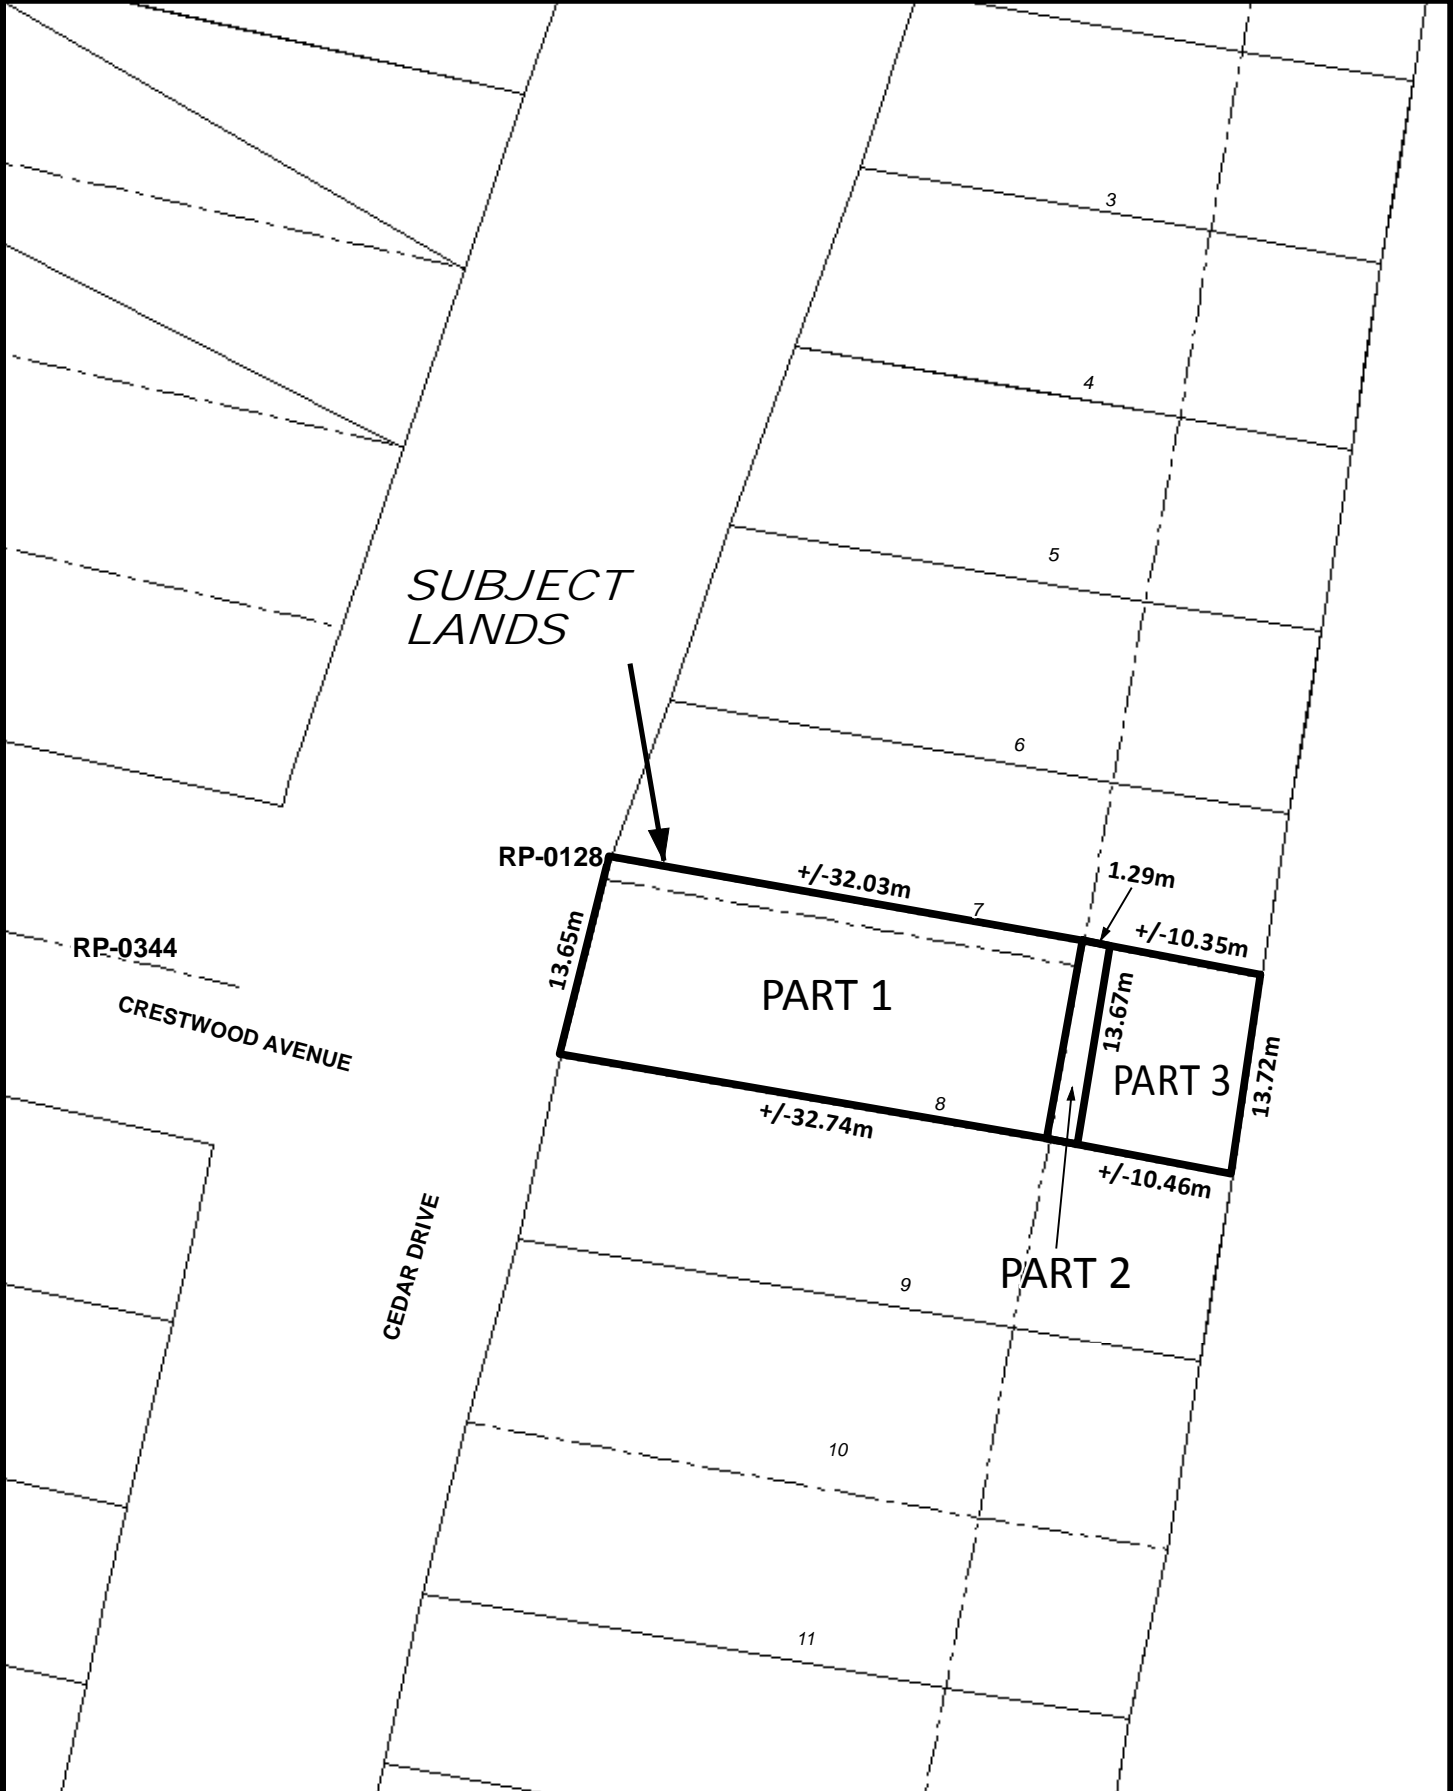 3
4
5
SUBJECT
LANDS
6
RP-0128
+/-32.03m
1.29m
7
+/-10.35m
RP-0344
13.65m
PART 1
13.67m
CRESTWOOD AVENUE
PART 3
13.72m
8
+/-32.74m
+/-10.46m
CEDAR DRIVE
PART 2
9
10
11